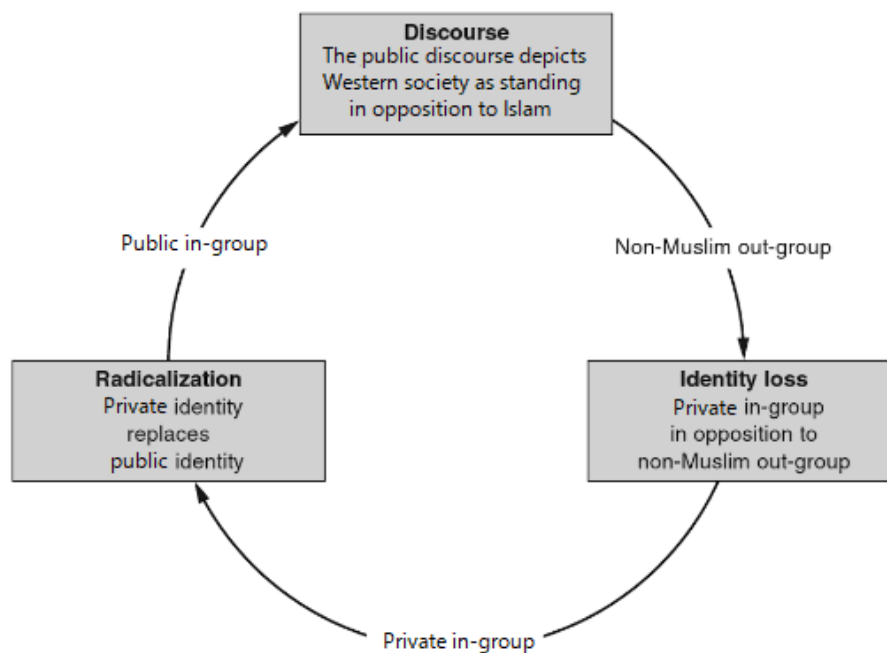 Discourse
The public discourse depicts
Western society as standing
in opposition to Islam
Public in-group
Non-Muslim out-group
Radicalization
Private identity
replaces
public identity
Identity loss
Private in-group
in opposition to
non-Muslim out-group
Private in-group